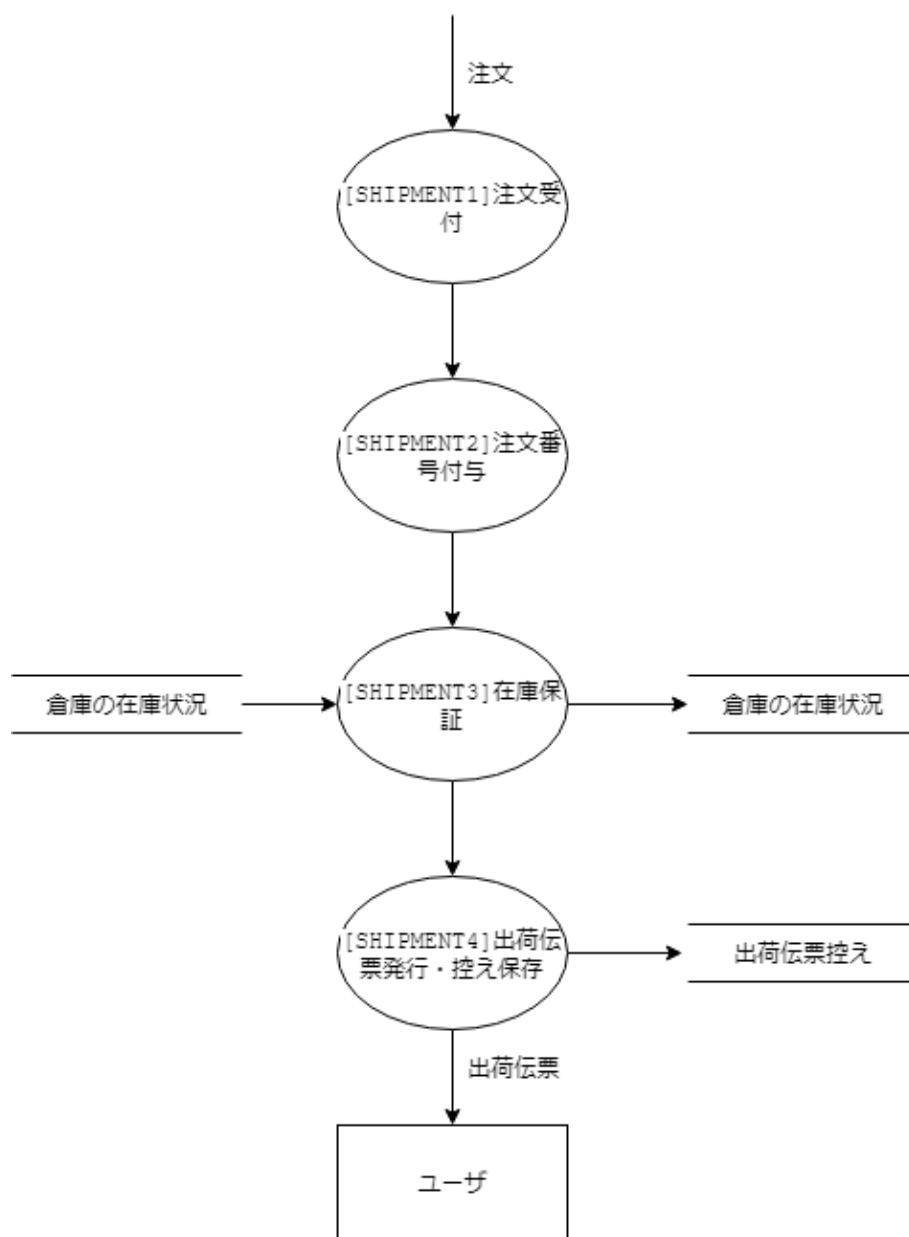 注文
[SHIPMENT1]注文受
付
[SHIPMENT2]注文番
号付与
倉庫の在庫状況
[SHIPMENT3]在庫保
証
倉庫の在庫状況
[SHIPMENT4]出荷伝
票発行・控え保存
出荷伝票控え
出荷伝票
ユーザ